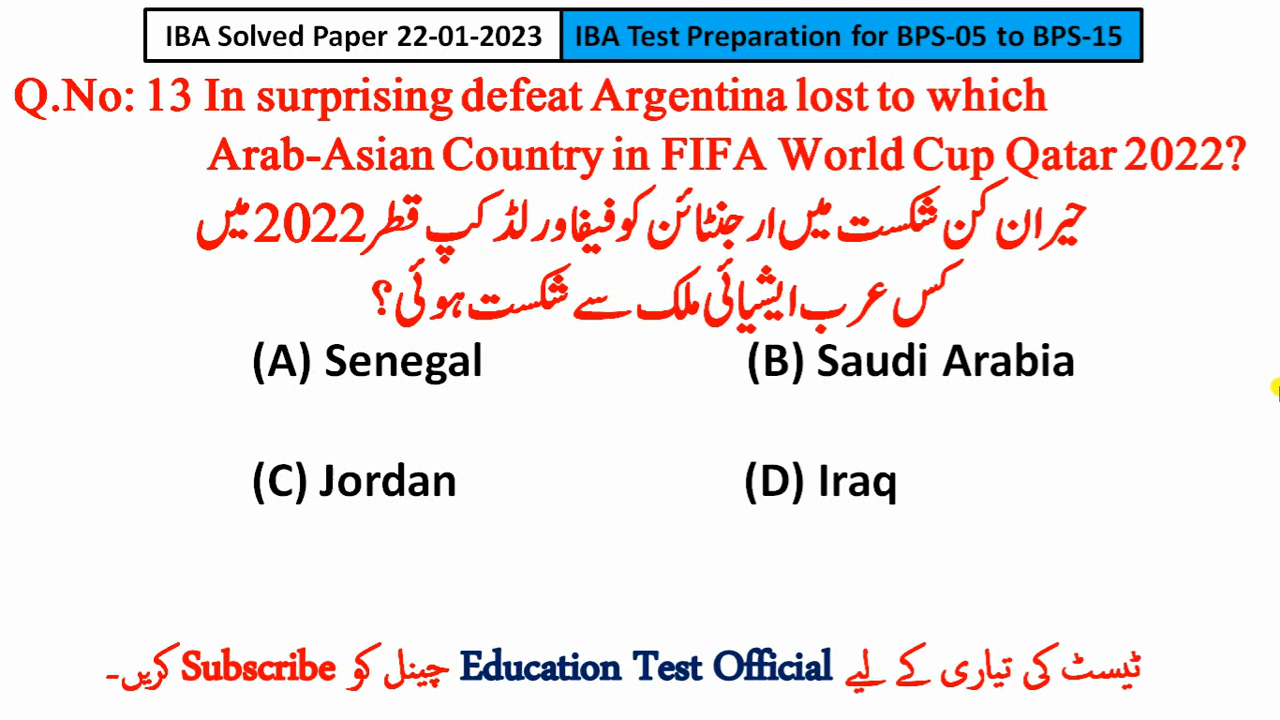 IBA Solved Paper 22-01-2023 IBA Test Preparation for BPS-05 to BPS-15
Q.No: 13 In surprising defeat Argentina lost to which
Arab-Asian Country in FIFA World Cup Qatar 2022?
حیران کن شکست میں ارجنٹائن کو فیفا ورلڈ کپ قطر 2022 میں
کس عرب ایشیائی ملک سے شکست ہوئی؟
(A) Senegal (B) Saudi Arabia
(C) Jordan (D) Iraq
ٹیسٹ کی تیاری کے لیے Education Test Official چینل کو Subscribe کریں۔